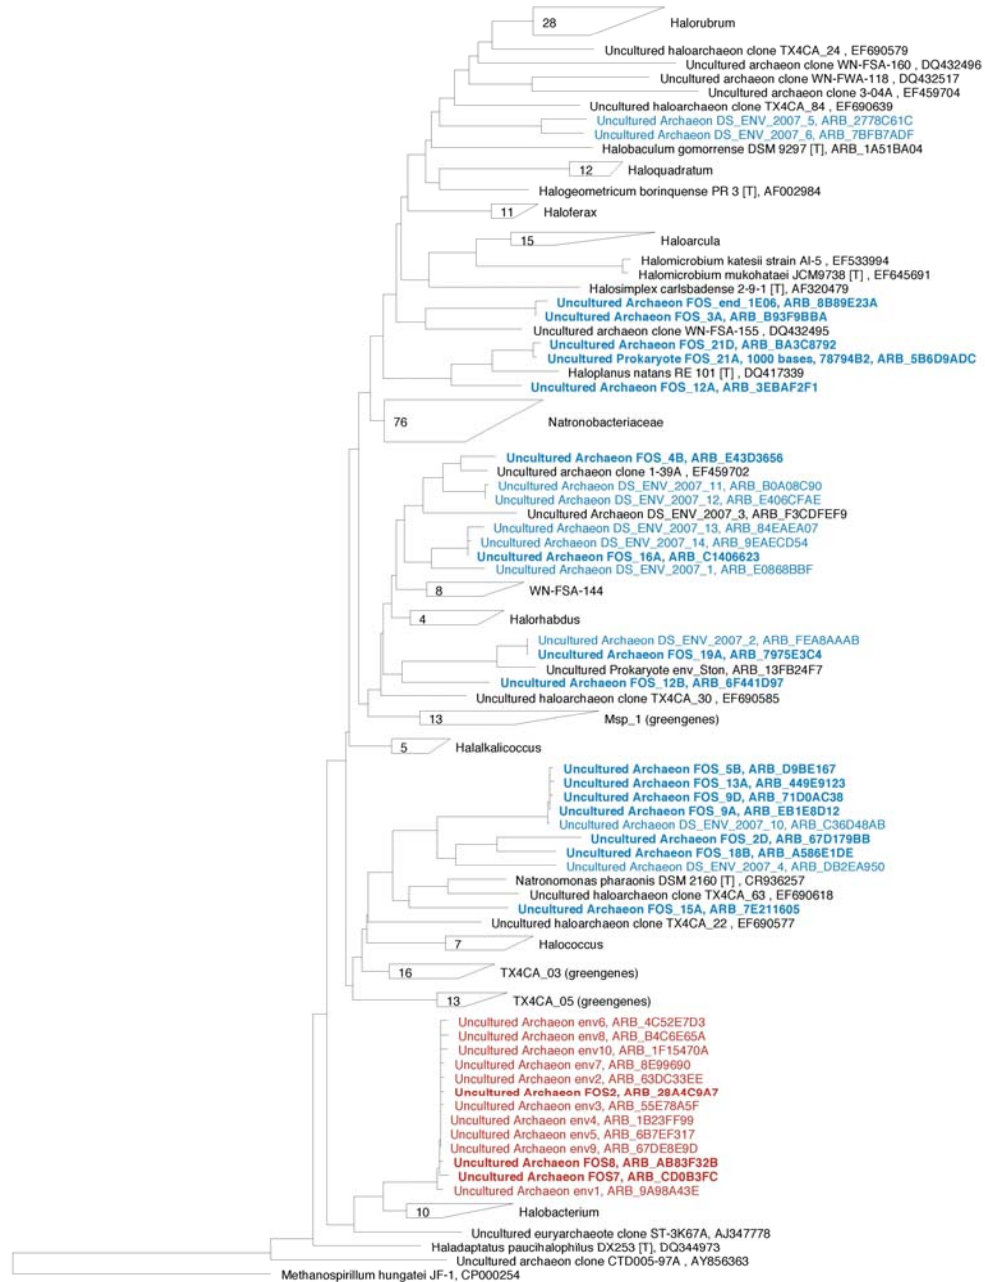 28 Halorubrum
Uncultured haloarchaeon clone TX4CA_24 , EF690579
Uncultured archaeon clone WN-FSA-160 , DQ432496
Uncultured archaeon clone WN-FWA-118 , DQ432517
Uncultured archaeon clone 3-04A , EF459704
Uncultured haloarchaeon clone TX4CA_84 , EF690639
Uncultured Archaeon DS_ENV_2007_5, ARB_2778C61C
Uncultured Archaeon DS_ENV_2007_6, ARB_7BFB7ADF
Halobaculum gomorrense DSM 9297 [T], ARB_1A51BA04
12 Haloquadratum
Halogeometricum borinquense PR 3 [T], AF002984
11 Haloferax
15 Haloarcula
Halomicrobium katesii strain Al-5 , EF533994
Halomicrobium mukohataei JCM9738 [T] , EF645691
Halosimplex carlsbadense 2-9-1 [T], AF320479
Uncultured Archaeon FOS_end_1E06, ARB_8B89E23A
Uncultured Archaeon FOS_3A, ARB_B93F9BBA
Uncultured archaeon clone WN-FSA-155 , DQ432495
Uncultured Archaeon FOS_21D, ARB_BA3C8792
Uncultured Prokaryote FOS_21A, 1000 bases, 78794B2, ARB_5B6D9ADC
Haloplanus natans RE 101 [T] , DQ417339
Uncultured Archaeon FOS_12A, ARB_3EBAF2F1
76 Natronobacteriaceae
Uncultured Archaeon FOS_4B, ARB_E43D3656
Uncultured archaeon clone 1-39A , EF459702
Uncultured Archaeon DS_ENV_2007_11, ARB_B0A08C90
Uncultured Archaeon DS_ENV_2007_12, ARB_E406CFAE
Uncultured Archaeon DS_ENV_2007_3, ARB_F3CDFEF9
Uncultured Archaeon DS_ENV_2007_13, ARB_84EAEA07
Uncultured Archaeon DS_ENV_2007_14, ARB_9EAECD54
Uncultured Archaeon FOS_16A, ARB_C1406623
Uncultured Archaeon DS_ENV_2007_1, ARB_E0868BBF
8 WN-FSA-144
4 Halorhabdus
Uncultured Archaeon DS_ENV_2007_2, ARB_FEA8AAAB
Uncultured Archaeon FOS_19A, ARB_7975E3C4
Uncultured Prokaryote env_Ston, ARB_13FB24F7
Uncultured Archaeon FOS_12B, ARB_6F441D97
Uncultured haloarchaeon clone TX4CA_30 , EF690585
13 Msp_1 (greengenes)
5 Halalkalicoccus
Uncultured Archaeon FOS_5B, ARB_D9BE167
Uncultured Archaeon FOS_13A, ARB_449E9123
Uncultured Archaeon FOS_9D, ARB_71D0AC38
Uncultured Archaeon FOS_9A, ARB_EB1E8D12
Uncultured Archaeon DS_ENV_2007_10, ARB_C36D48AB
Uncultured Archaeon FOS_2D, ARB_67D179BB
Uncultured Archaeon FOS_18B, ARB_A586E1DE
Uncultured Archaeon DS_ENV_2007_4, ARB_DB2EA950
Natronomonas pharaonis DSM 2160 [T] , CR936257
Uncultured haloarchaeon clone TX4CA_63 , EF690618
Uncultured Archaeon FOS_15A, ARB_7E211605
Uncultured haloarchaeon clone TX4CA_22 , EF690577
7 Halococcus
16 TX4CA_03 (greengenes)
13 TX4CA_05 (greengenes)
Uncultured Archaeon env6, ARB_4C52E7D3
Uncultured Archaeon env8, ARB_B4C6E65A
Uncultured Archaeon env10, ARB_1F15470A
Uncultured Archaeon env7, ARB_8E99690
Uncultured Archaeon env2, ARB_63DC33EE
Uncultured Archaeon FOS2, ARB_28A4C9A7
Uncultured Archaeon env3, ARB_55E78A5F
Uncultured Archaeon env4, ARB_1B23FF99
Uncultured Archaeon env5, ARB_6B7EF317
Uncultured Archaeon env9, ARB_67DE8E9D
Uncultured Archaeon FOS8, ARB_AB83F32B
Uncultured Archaeon FOS7, ARB_CD0B3FC
Uncultured Archaeon env1, ARB_9A98A43E
10 Halobacterium
Uncultured euryarchaeote clone ST-3K67A, AJ347778
Haladaptatus paucihalophilus DX253 [T], DQ344973
Uncultured archaeon clone CTD005-97A , AY856363
Methanospirillum hungatei JF-1, CP000254